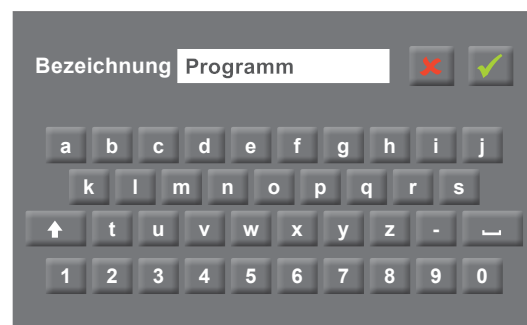 Bezeichnung Programm
a b c d e f g h i j
k l m n o p q r s
t u v w x y z -
1 2 3 4 5 6 7 8 9 0